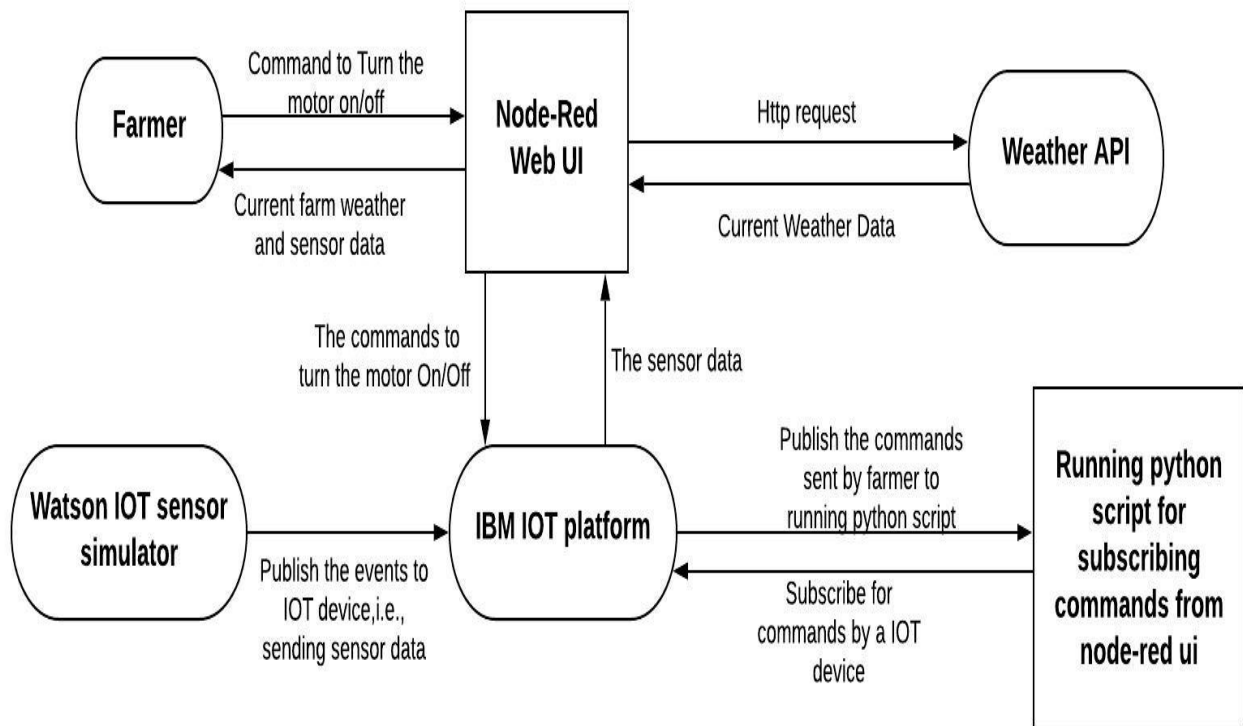 Farmer
Command to Turn the
motor on/off
Current farm weather
and sensor data
Node-Red
Web UI
Http request
Current Weather Data
Weather API
The commands to
turn the motor On/Off
The sensor data
Watson IOT sensor
simulator
Publish the events to
IOT device,i.e.,
sending sensor data
IBM IOT platform
Publish the commands
sent by farmer to
running python script
Subscribe for
commands by a IOT
device
Running python
script for
subscribing
commands from
node-red ui